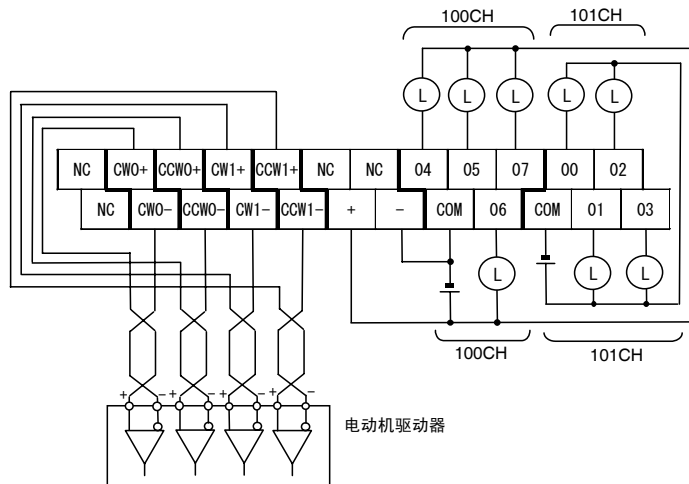 100CH 101CH
L L L L L
NC CW0+ CCW0+ CW1+ CCW1+ NC NC 04 05 07 00 02
NC CW0- CCW0- CW1- CCW1- + - COM 06 COM 01 03
L L L
100CH 101CH
+ - + - + - + -
电动机驱动器